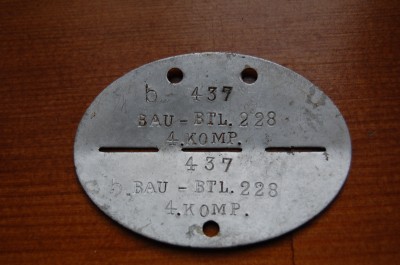 b 437
BAU - BTL. 228
4. KOMP.
437
b. BAU - BTL. 228
4. KOMP.